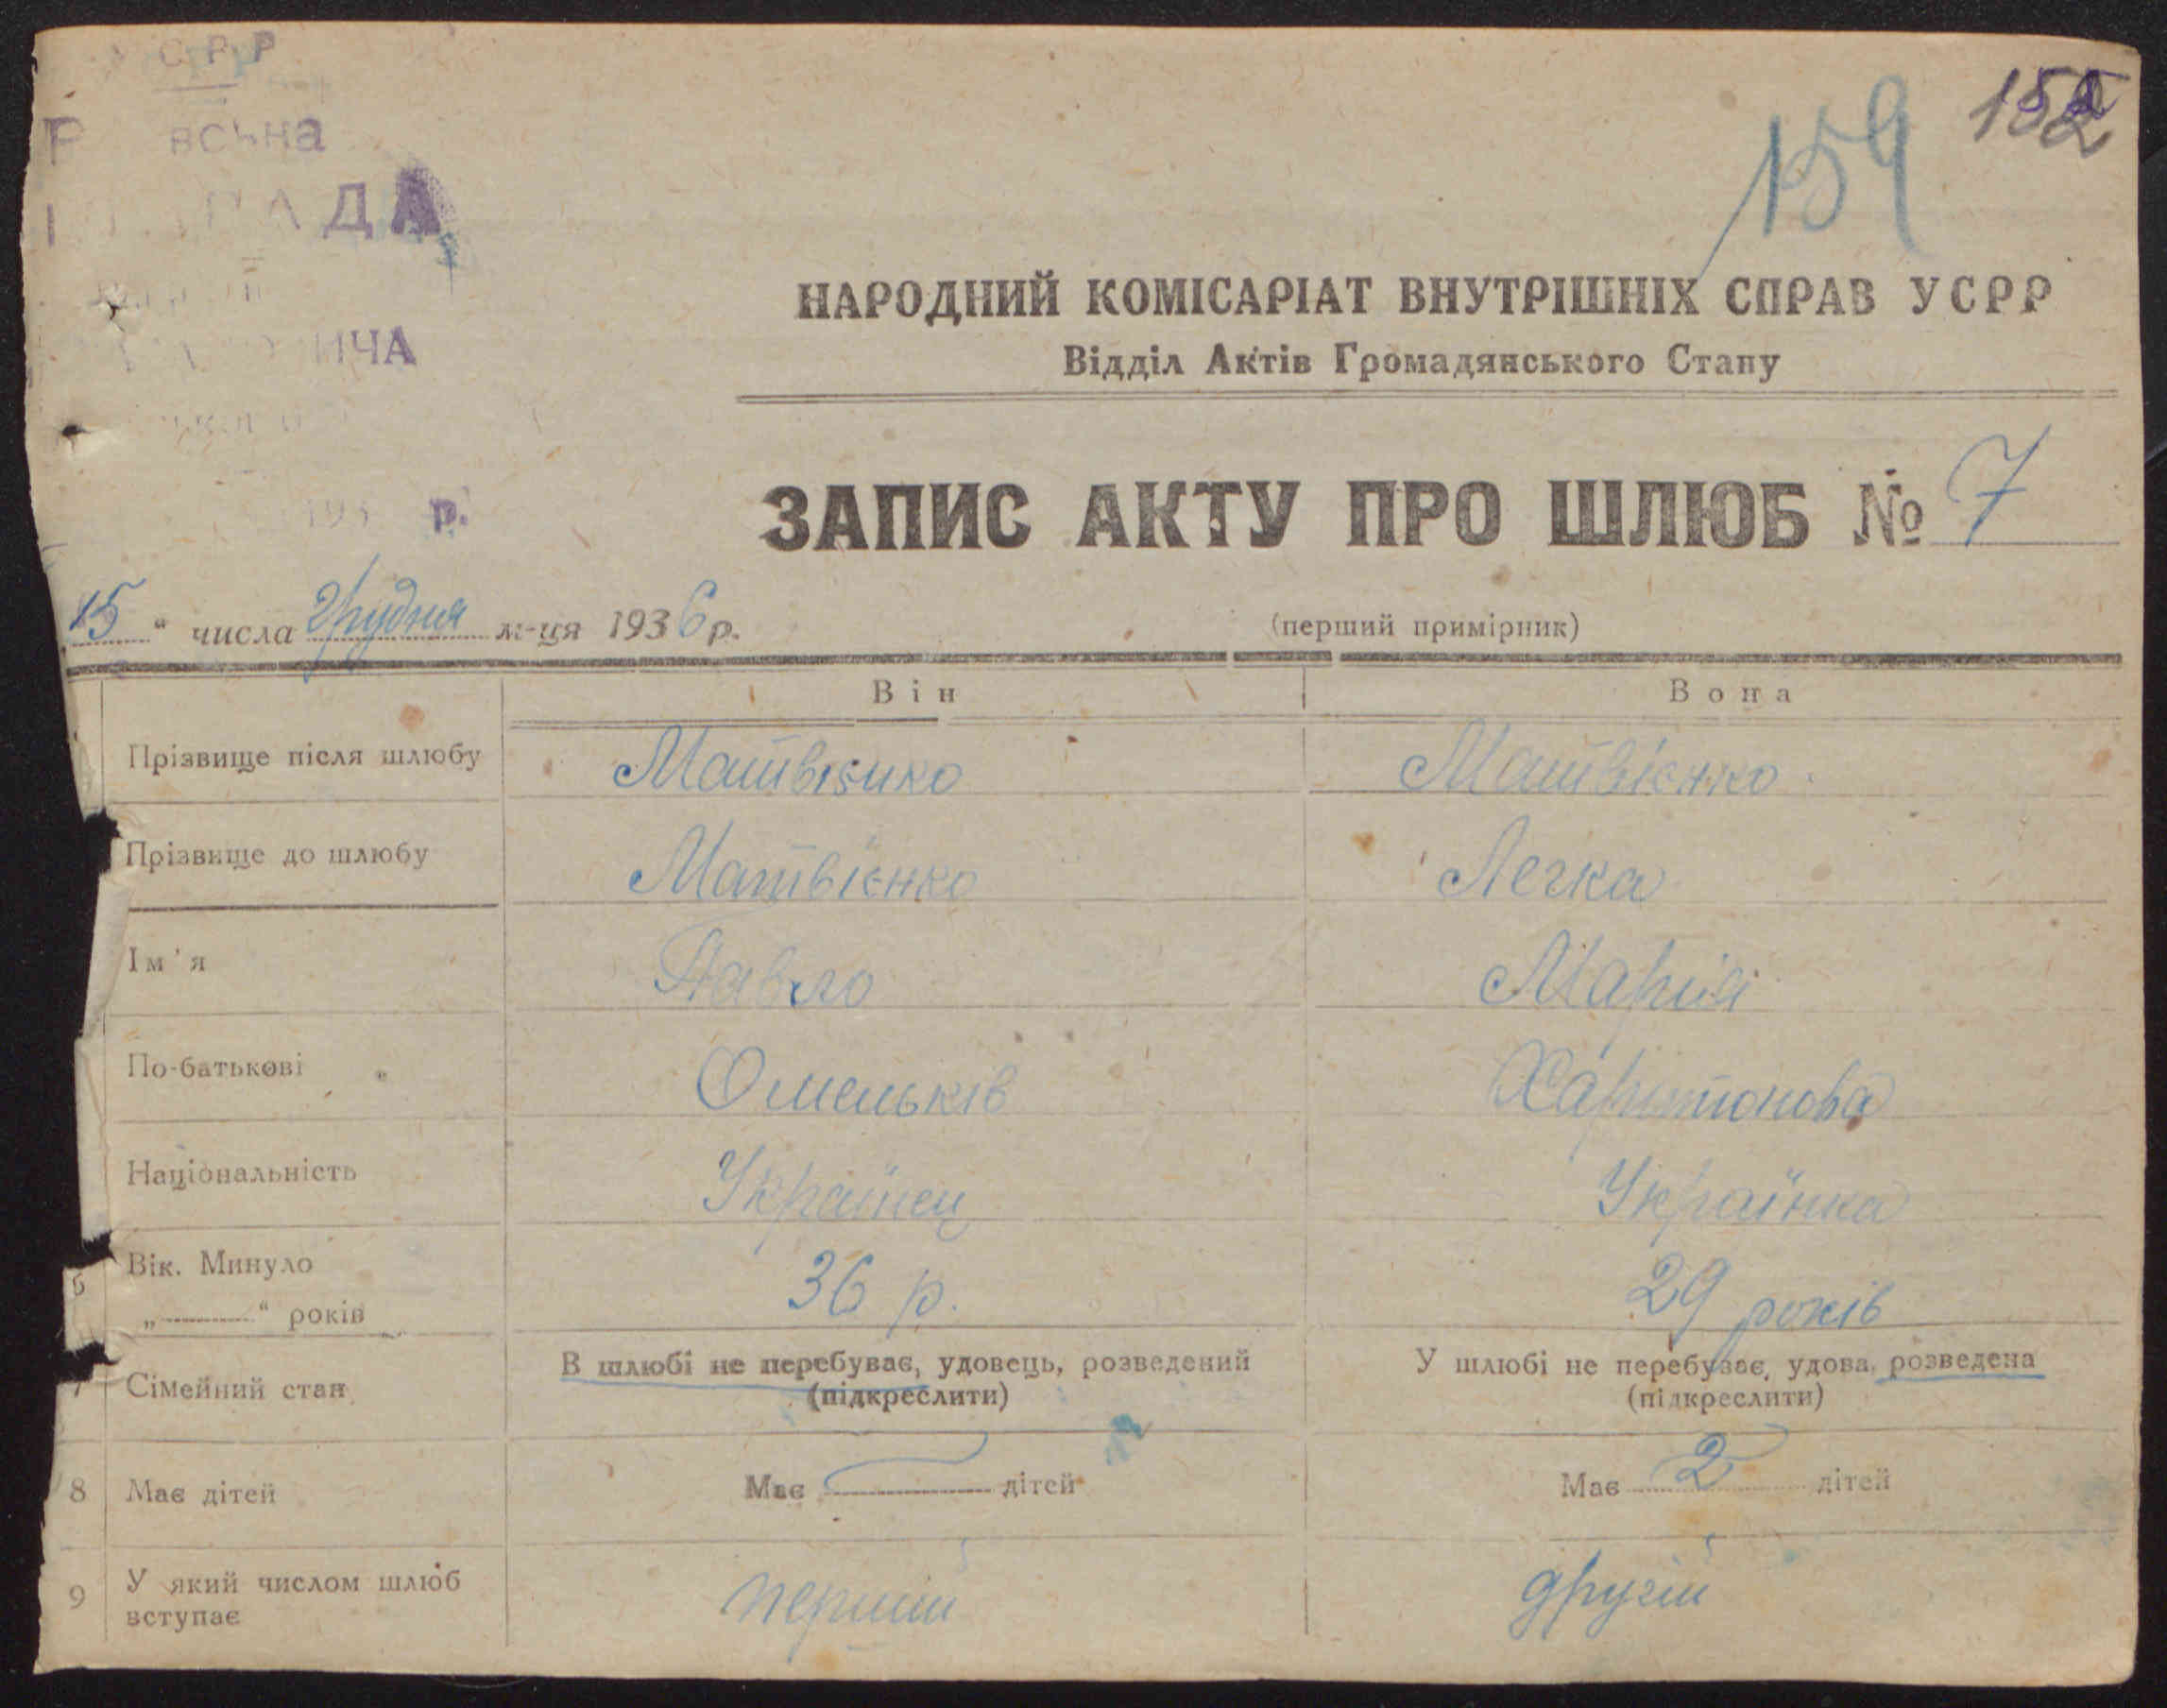 СРР
РАДА
ИЧА
193 р.
152
159
НАРОДНИЙ КОМІСАРІАТ ВНУТРІШНІХ СПРАВ УСРР
Відділ Актів Громадянського Стану
ЗАПИС АКТУ ПРО ШЛЮБ № 7
15 " числа Грудня м-ця 1936 р.
(перший примірник)
Він Вона
Прізвище після шлюбу Матвієнко Матвієнко
Прізвище до шлюбу Матвієнко Легка
Ім'я Павло Марія
По-батькові Омельків Харитонова
Національність Українец Українка
6 Вік. Минуло
„ " років 36 р. 29 років
7 Сімейний стан В шлюбі не перебуває, удовець, розведений У шлюбі не перебуває, удова, розведена
(підкреслити) (підкреслити)
8 Має дітей Має дітей Має 2 дітей
9 У який числом шлюб
вступає перший другій